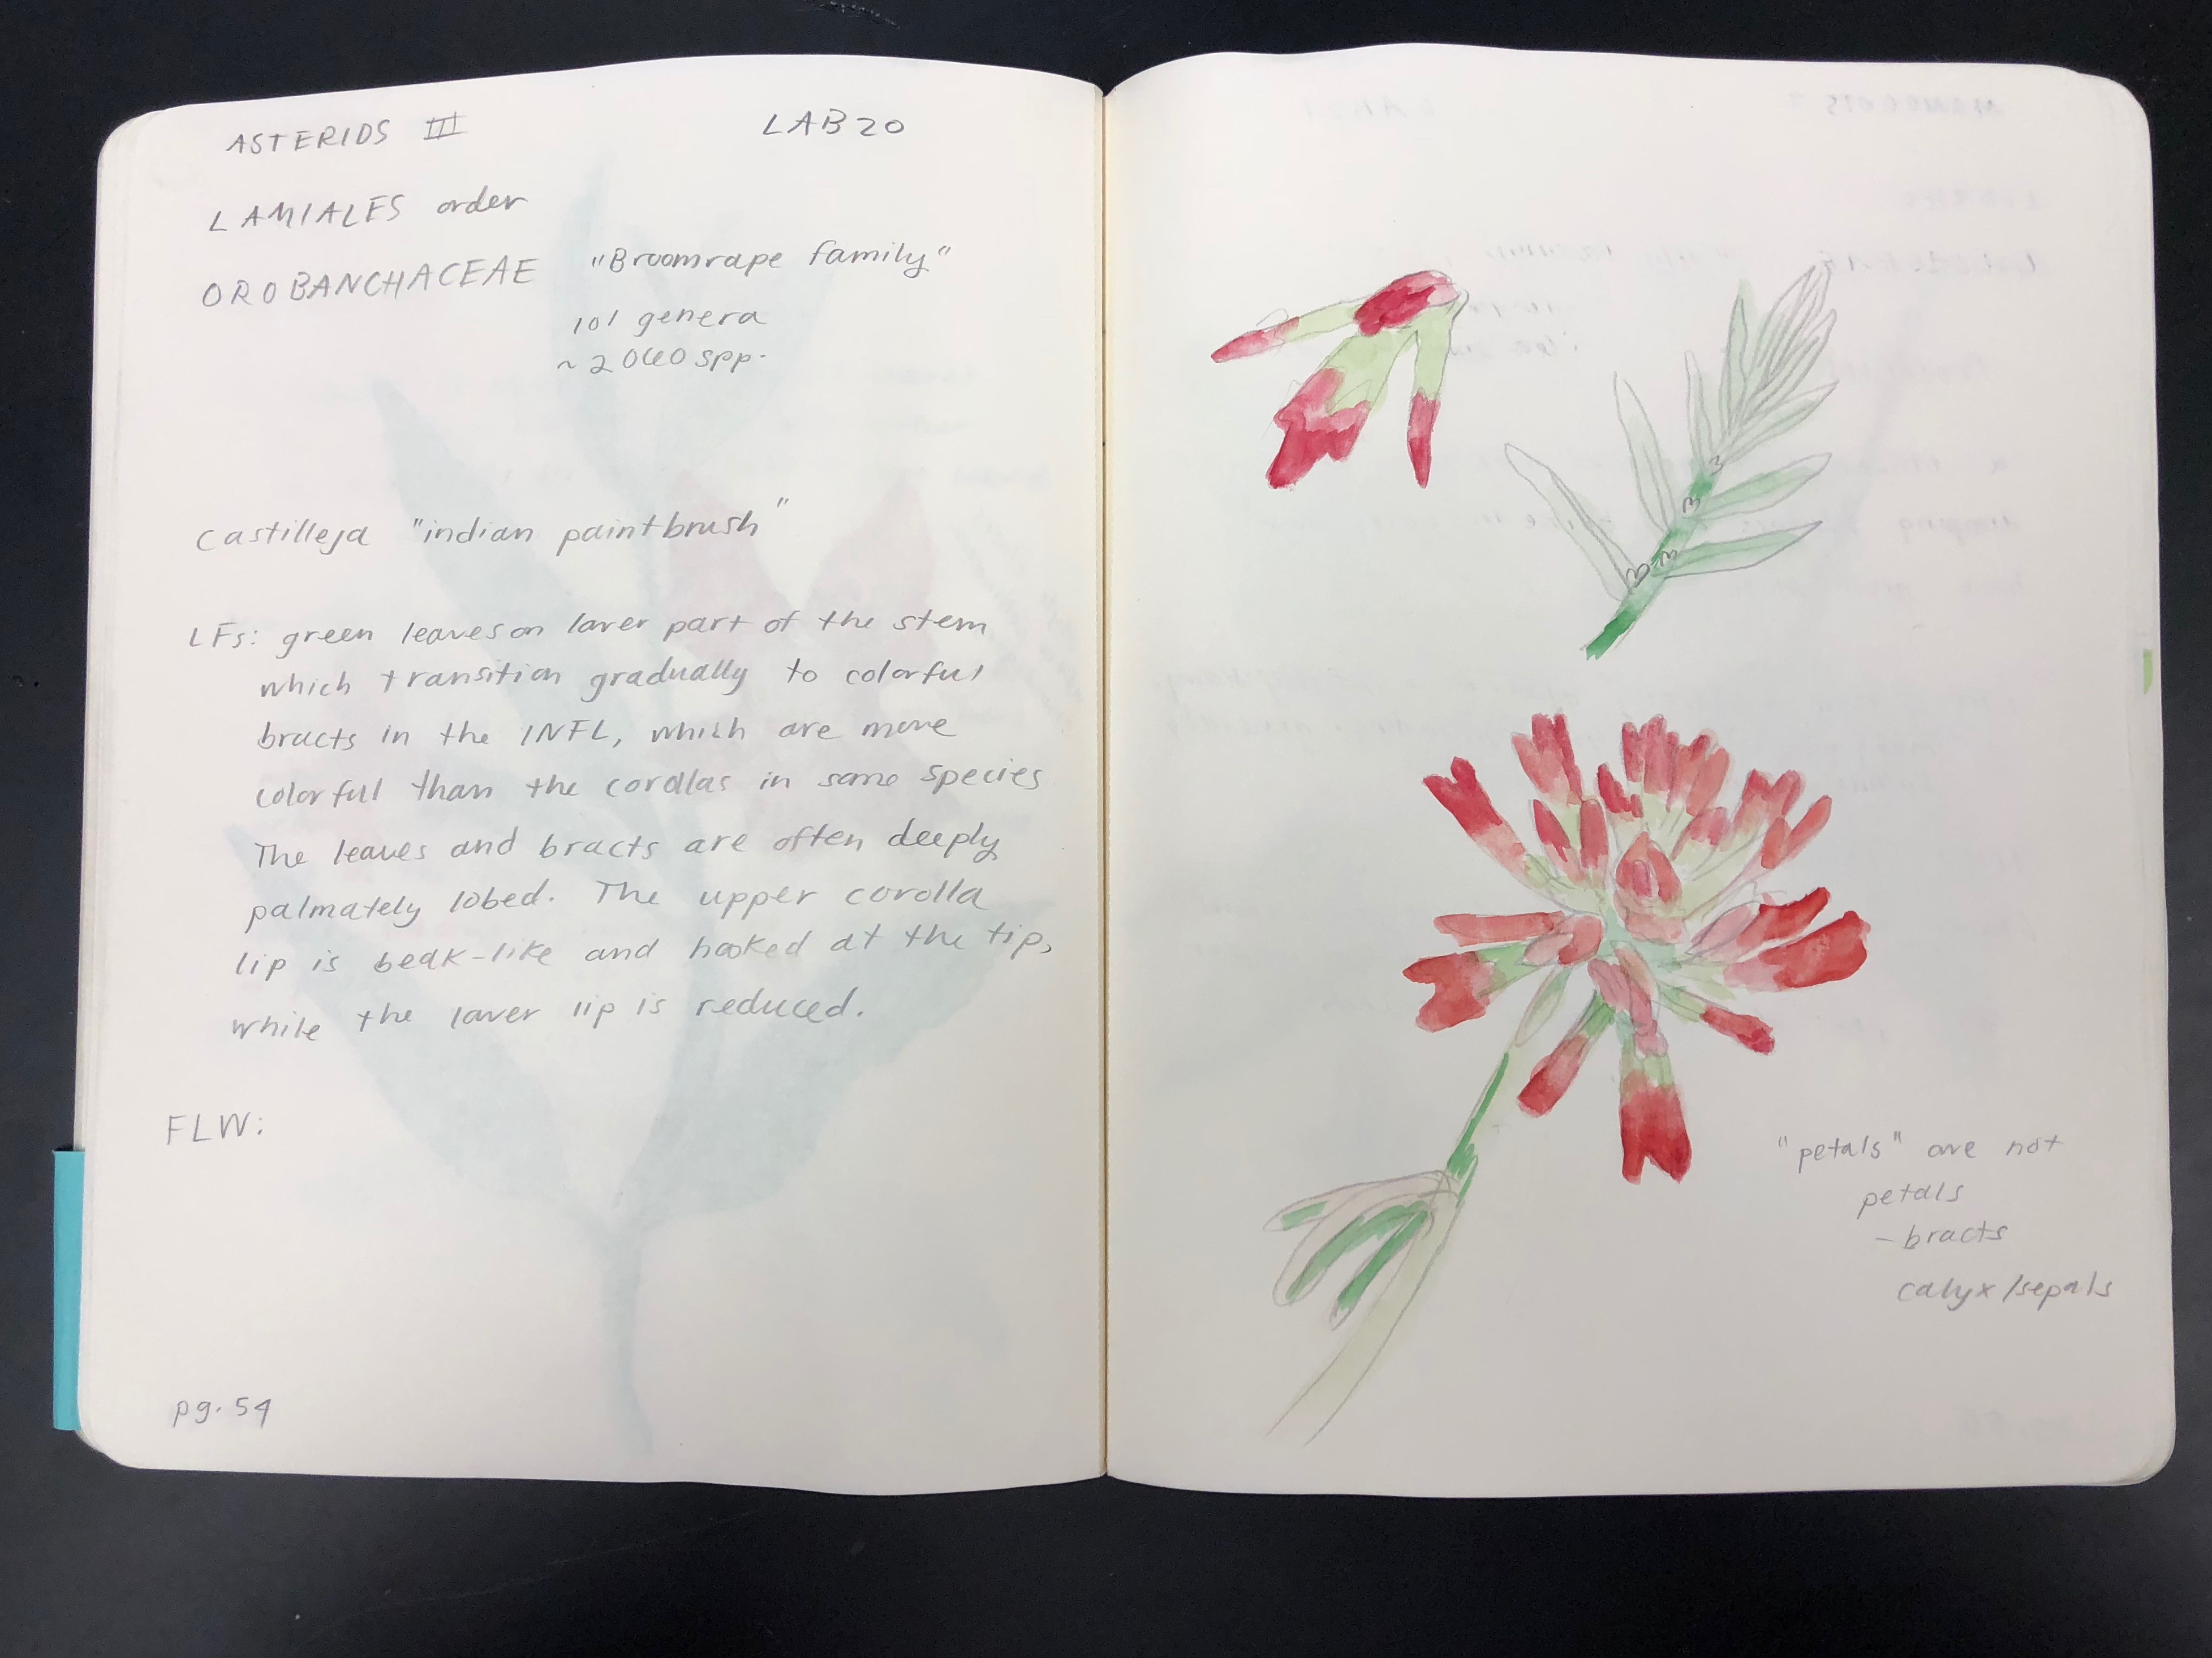 ASTERIDS III LAB 20
LAMIALES order
OROBANCHACEAE "Broomrape family"
101 genera
~2060 spp.
Castilleja "indian paintbrush"
LFs: green leaves on lower part of the stem
which transition gradually to colorful
bracts in the INFL, which are more
colorful than the corollas in some species
The leaves and bracts are often deeply
palmately lobed. The upper corolla
lip is beak-like and hooked at the tip,
while the lower lip is reduced.
FLW:
pg. 54
"petals" are not
petals
- bracts
calyx/sepals